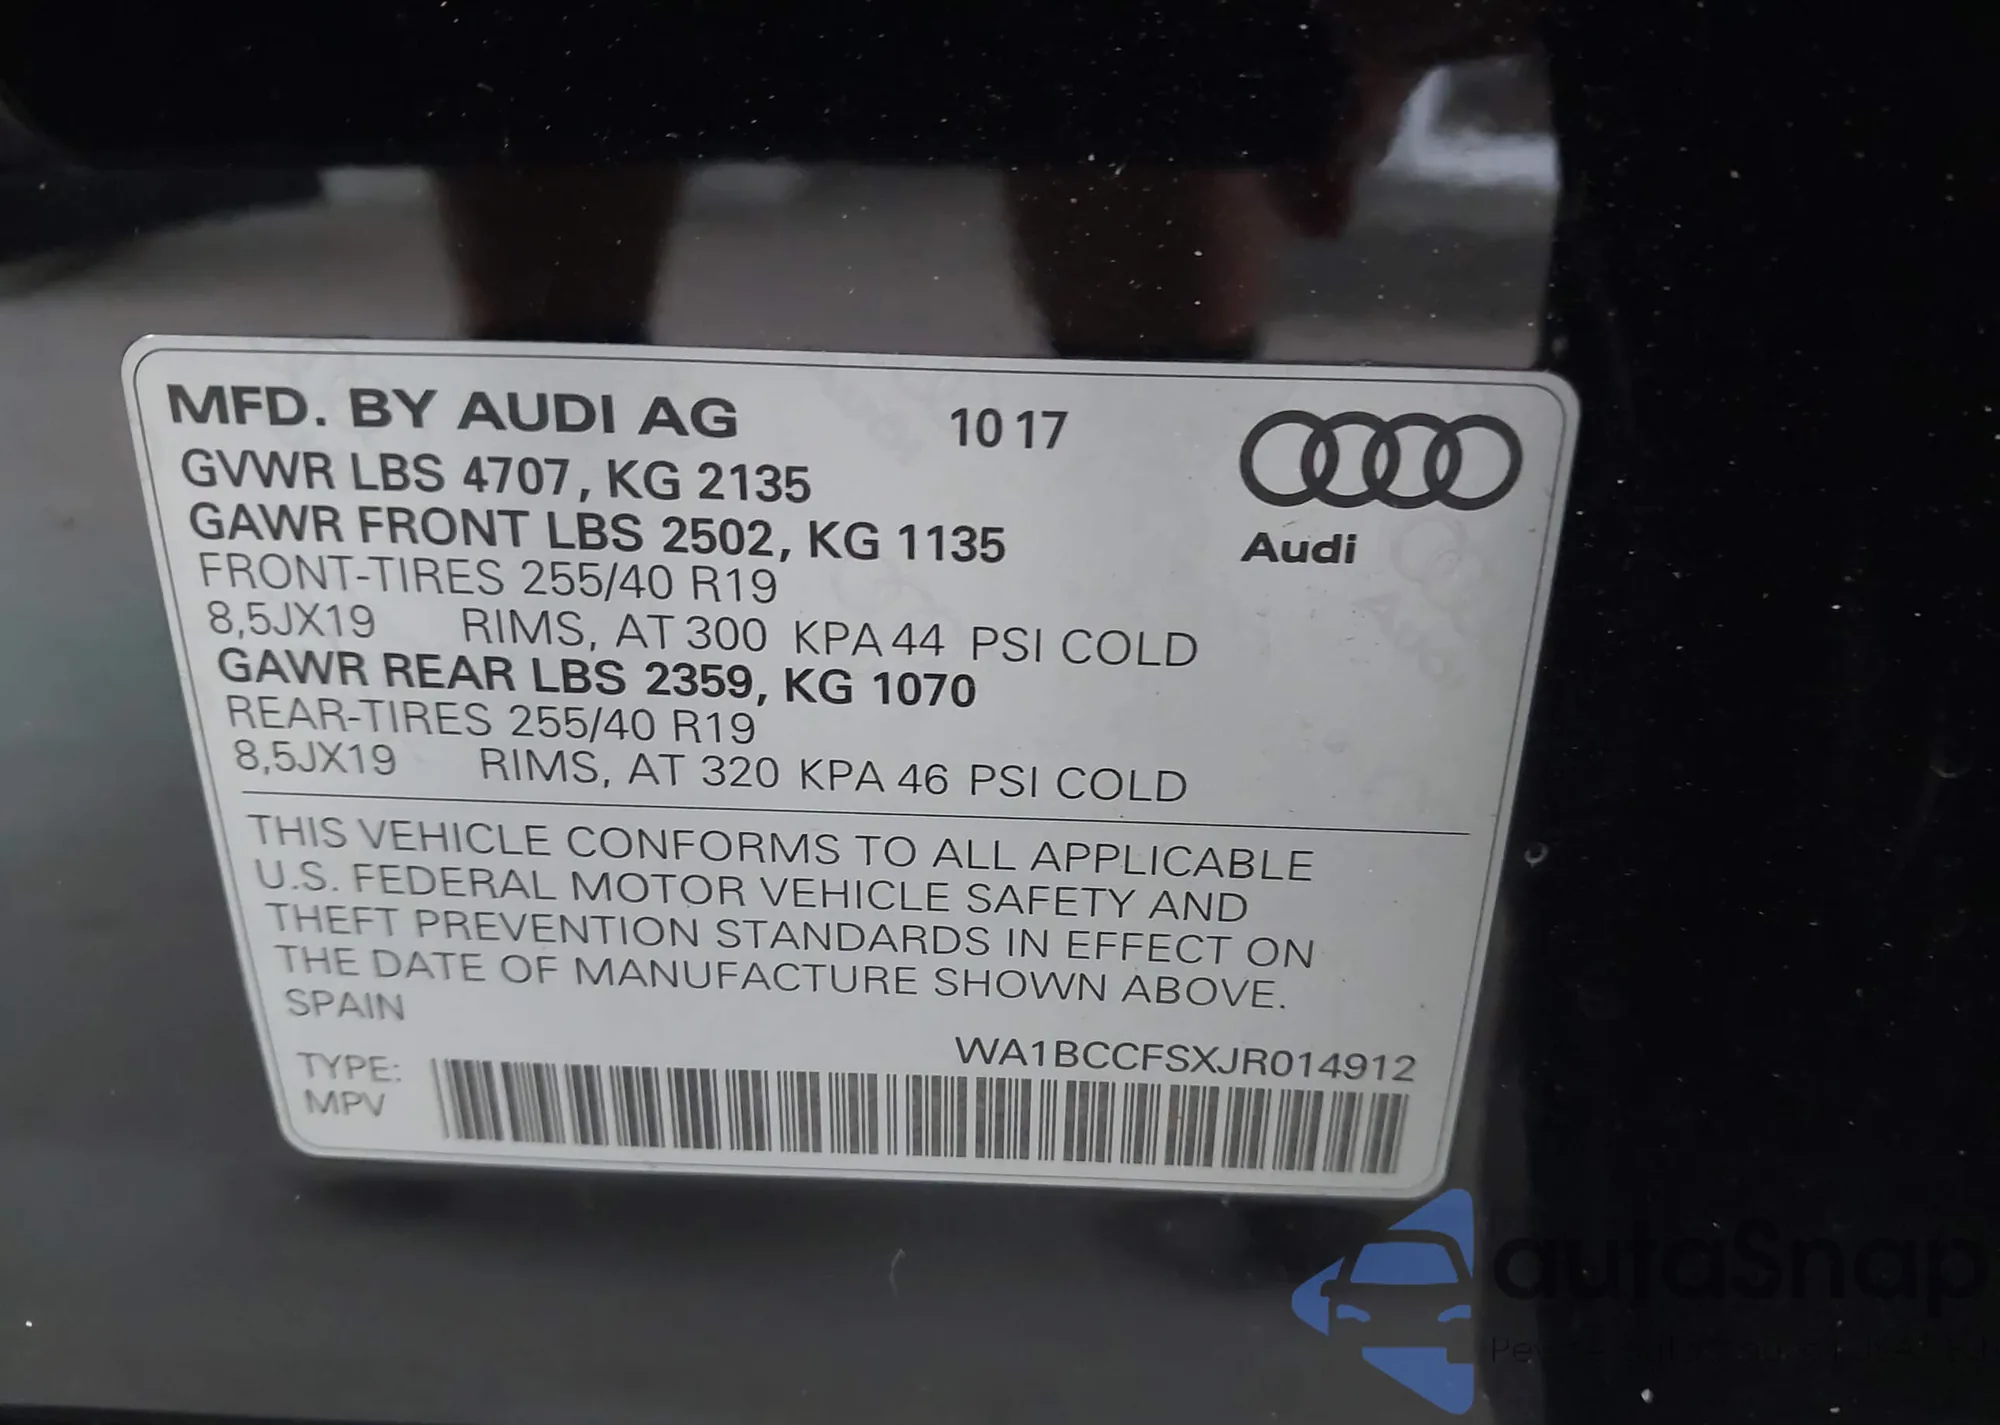 MFD. BY AUDI AG 10 17
GVWR LBS 4707, KG 2135
GAWR FRONT LBS 2502, KG 1135
Audi
FRONT-TIRES 255/40 R19
8,5JX19 RIMS, AT 300 KPA 44 PSI COLD
GAWR REAR LBS 2359, KG 1070
REAR-TIRES 255/40 R19
8,5JX19 RIMS, AT 320 KPA 46 PSI COLD
THIS VEHICLE CONFORMS TO ALL APPLICABLE
U.S. FEDERAL MOTOR VEHICLE SAFETY AND
THEFT PREVENTION STANDARDS IN EFFECT ON
THE DATE OF MANUFACTURE SHOWN ABOVE.
SPAIN
WA1BCCFSXJR014912
TYPE:
MPV
autaSnap